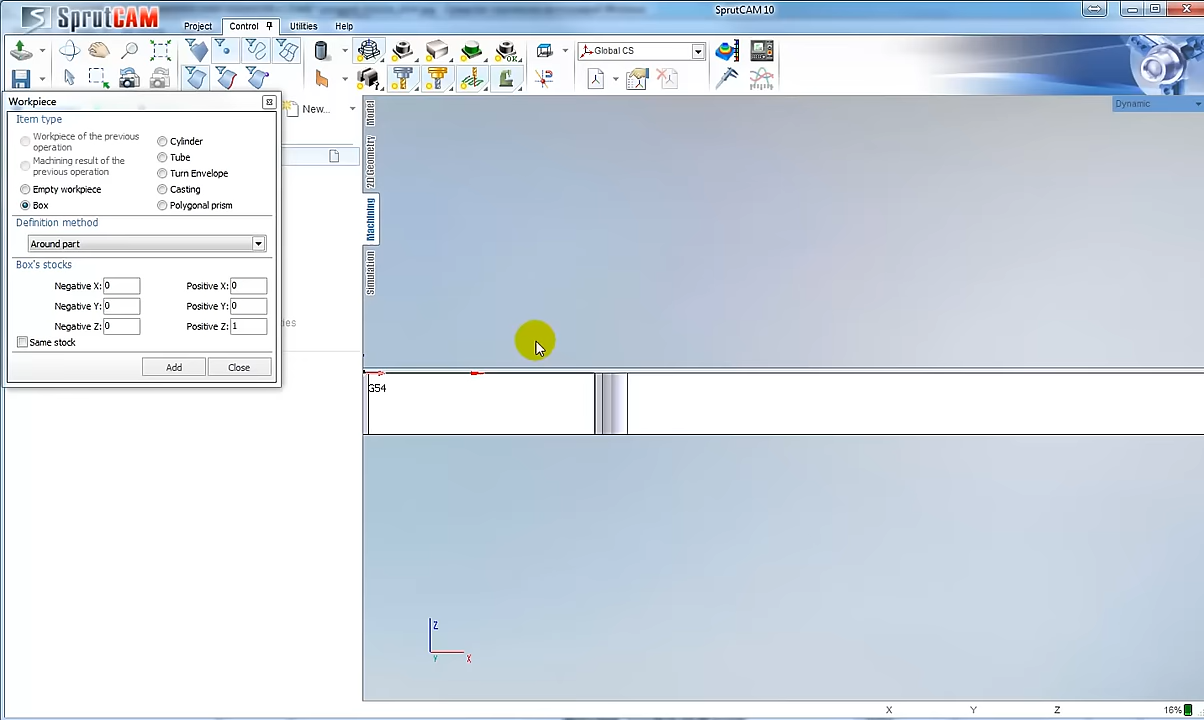 SprutCAM
SprutCAM 10
Project
Control
Utilities
Help
Global CS
OK
Workpiece
Item type
Workpiece of the previous
operation
Machining result of the
previous operation
Empty workpiece
Box
Cylinder
Tube
Turn Envelope
Casting
Polygonal prism
Definition method
Around part
Box's stocks
Negative X: 0
Positive X: 0
Negative Y: 0
Positive Y: 0
Negative Z: 0
Positive Z: 1
Same stock
Add
Close
New...
Model
2D Geometry
Machining
Simulation
Dynamic
G54
Z
Y
X
X
Y
Z
16%